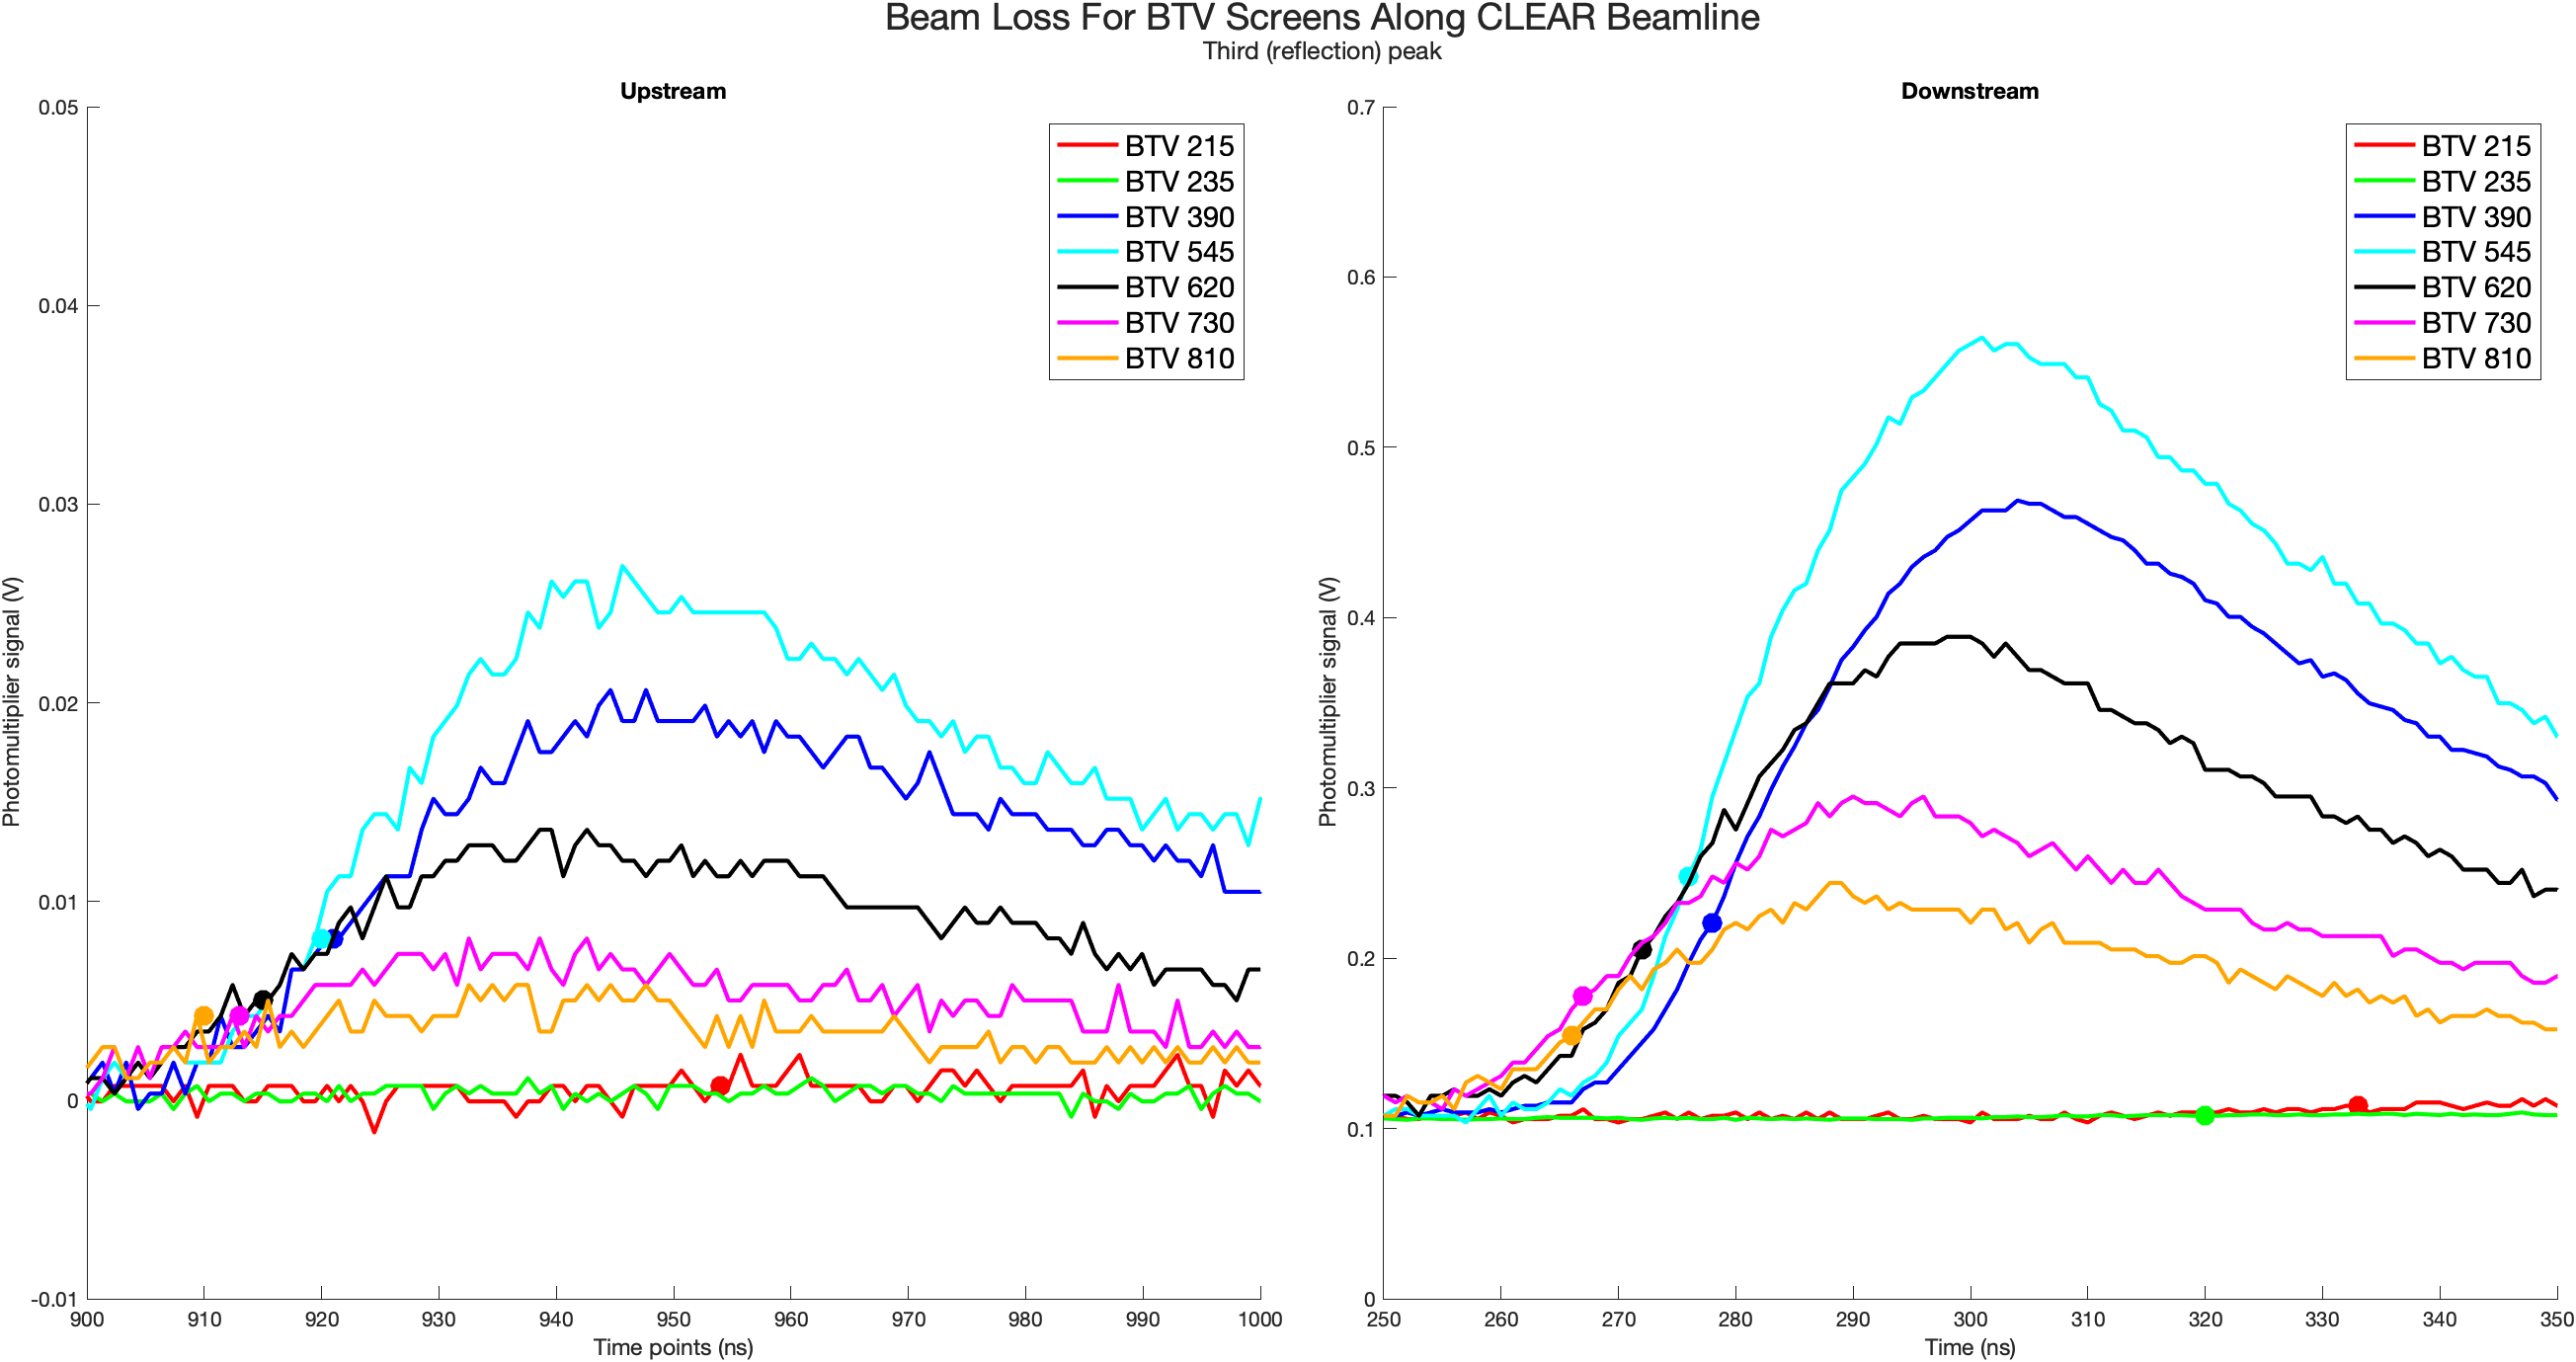 Beam Loss For BTV Screens Along CLEAR Beamline
Third (reflection) peak
Upstream
0.05
0.04
0.03
0.02
0.01
0
-0.01
Photomultiplier signal (V)
900 910 920 930 940 950 960 970 980 990 1000
Time points (ns)
BTV 215
BTV 235
BTV 390
BTV 545
BTV 620
BTV 730
BTV 810
Downstream
0.7
0.6
0.5
0.4
0.3
0.2
0.1
0
Photomultiplier signal (V)
250 260 270 280 290 300 310 320 330 340 350
Time (ns)
BTV 215
BTV 235
BTV 390
BTV 545
BTV 620
BTV 730
BTV 810